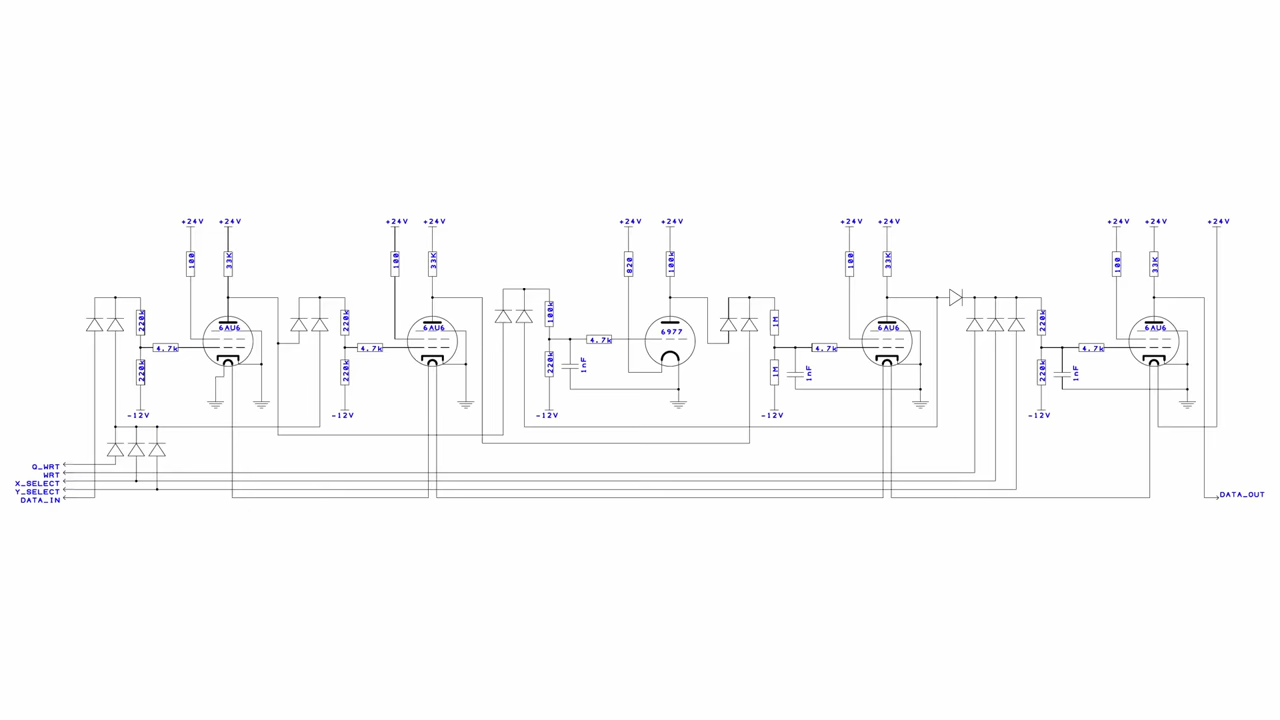 +24V +24V +24V +24V +24V +24V +24V +24V +24V +24V +24V
100 33K 100 33K 820 100k 100 33K 100 33K
220k 6AU6 220k 6AU6 100k 6977 1M 6AU6 220k 6AU6
4.7k 4.7k 4.7k 4.7k 4.7k
220k 220k 220k 1nF 1M 1nF 220k 1nF
-12V -12V -12V -12V -12V
Q_WRT
WRT
X_SELECT
Y_SELECT
DATA_IN
DATA_OUT